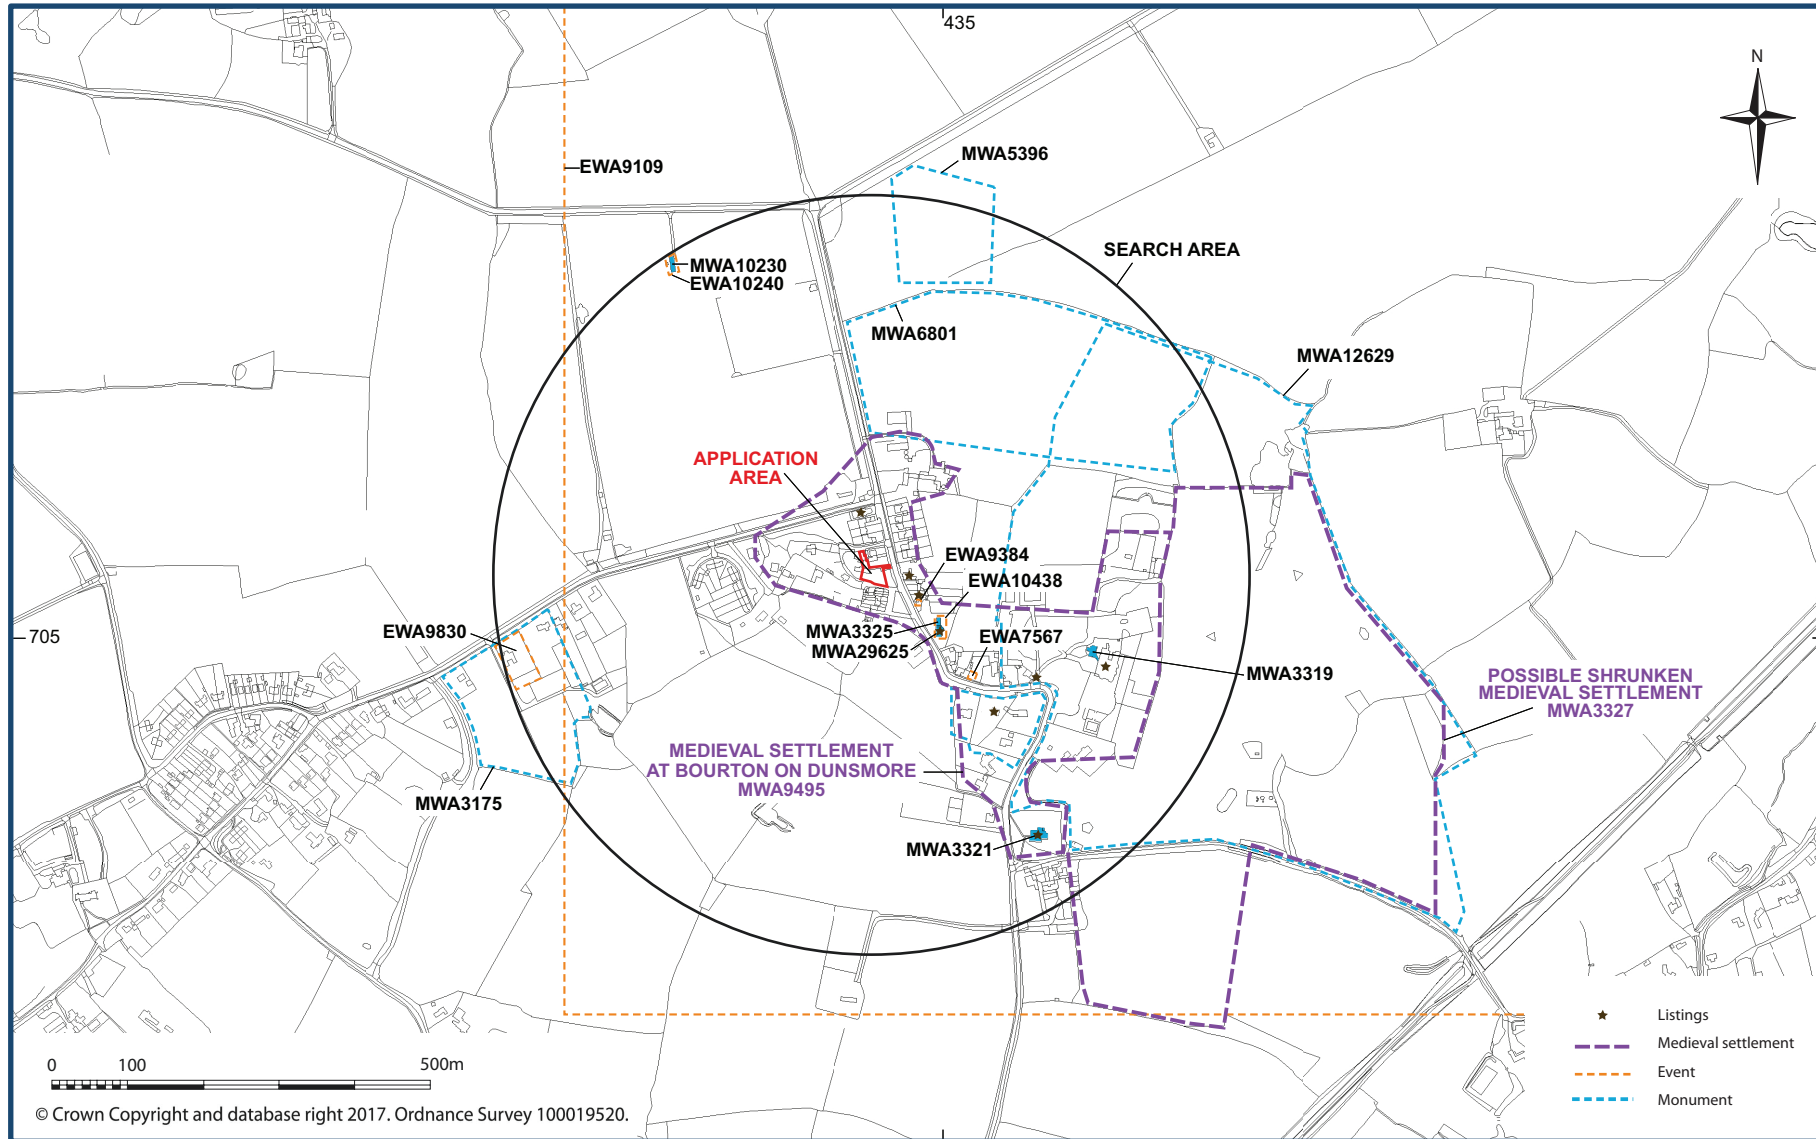 435
N
EWA9109
MWA5396
SEARCH AREA
MWA10230
EWA10240
MWA6801
MWA12629
APPLICATION
AREA
EWA9384
EWA10438
EWA9830
MWA3325
MWA29625
EWA7567
705
MWA3319
POSSIBLE SHRUNKEN
MEDIEVAL SETTLEMENT
MWA3327
MEDIEVAL SETTLEMENT
AT BOURTON ON DUNSMORE
MWA9495
MWA3175
MWA3321
Listings
Medieval settlement
Event
Monument
0 100 500m
© Crown Copyright and database right 2017. Ordnance Survey 100019520.